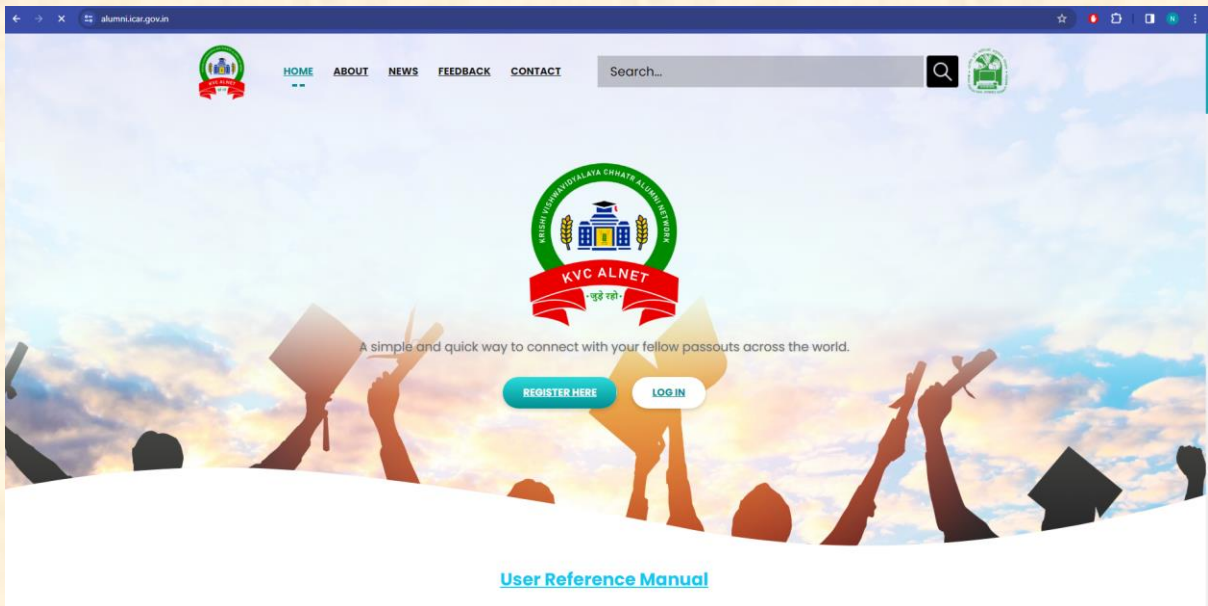 alumni.icar.gov.in
N
KVC ALNET
HOME
ABOUT
NEWS
FEEDBACK
CONTACT
Search...
KRISHI VISHWAVIDYALAYA CHHATR ALUMNI NETWORK
KVC ALNET
•जुड़े रहो•
A simple and quick way to connect with your fellow passouts across the world.
REGISTER HERE
LOG IN
User Reference Manual